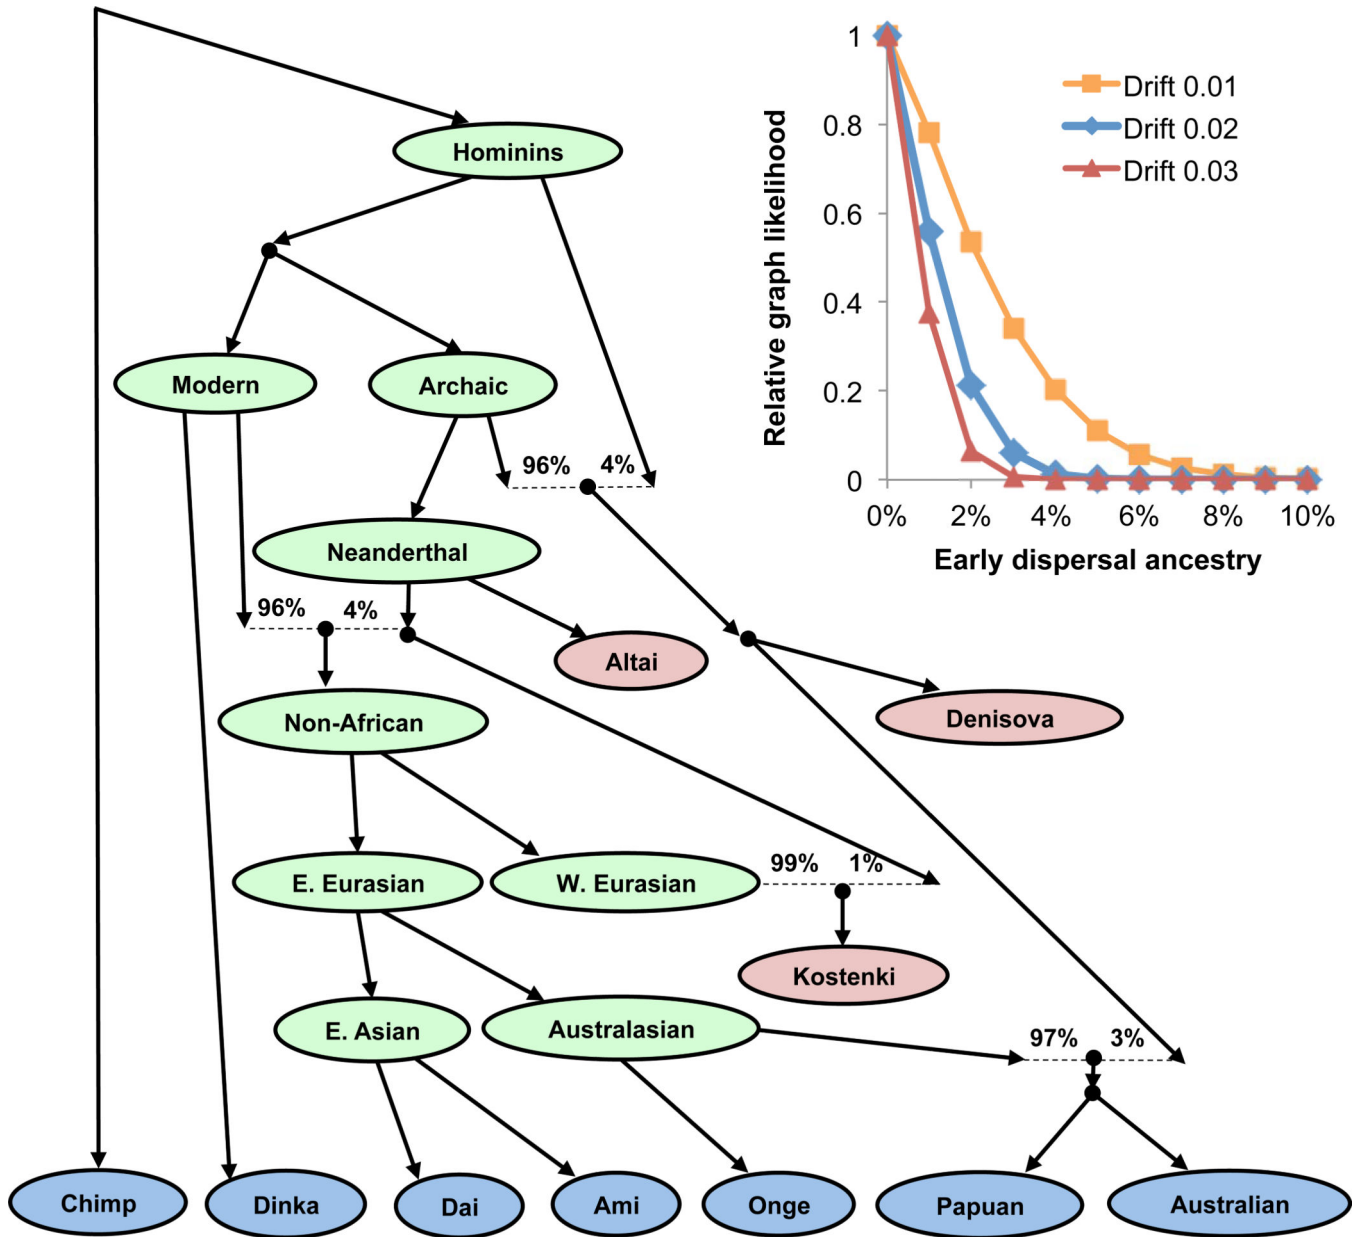 Hominins
Modern
Archaic
96%
4%
Neanderthal
96%
4%
Altai
Denisova
Non-African
E. Eurasian
W. Eurasian
99%
1%
Kostenki
E. Asian
Australasian
97%
3%
Chimp
Dinka
Dai
Ami
Onge
Papuan
Australian
Relative graph likelihood
1
0.8
0.6
0.4
0.2
0
Drift 0.01
Drift 0.02
Drift 0.03
0%
2%
4%
6%
8%
10%
Early dispersal ancestry